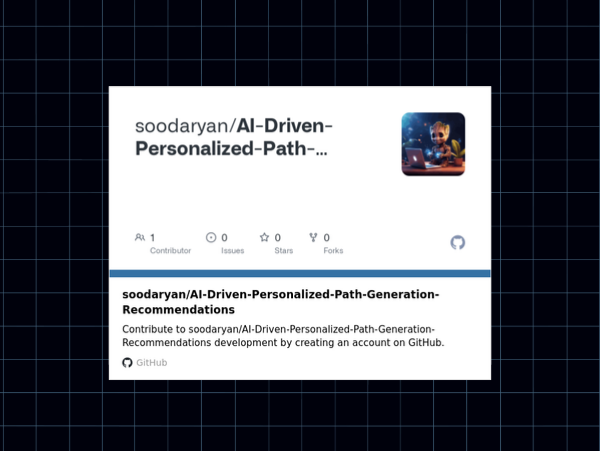 soodaryan/AI-Driven-
Personalized-Path-...
1
Contributor
0
Issues
0
Stars
0
Forks
soodaryan/AI-Driven-Personalized-Path-Generation-
Recommendations
Contribute to soodaryan/AI-Driven-Personalized-Path-Generation-
Recommendations development by creating an account on GitHub.
GitHub